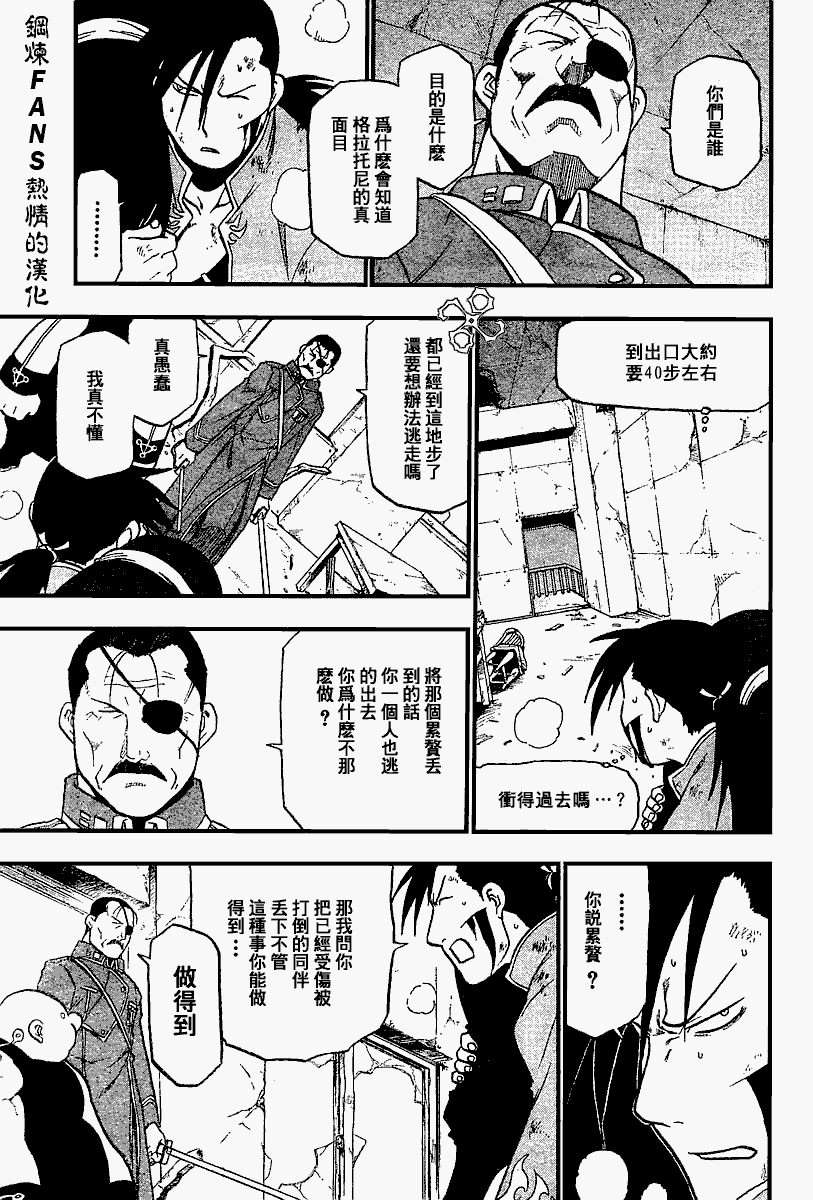 鋼煉FANS熱情的漢化
你們是誰
目的是什麼
爲什麼會知道
格拉托尼的真
面目
………
到出口大約
要40步左右
…
都已經到這地步了
還要想辦法逃走嗎
真愚蠢
我真不懂
衝得過去嗎…？
將那個累贅丟
到的話
你一個人也逃
的出去
你爲什麼不那
麼做？
……
你說累贅？
那我問你
把已經受傷被
打倒的同伴
丟下不管
這種事你能做
得到…
做得到